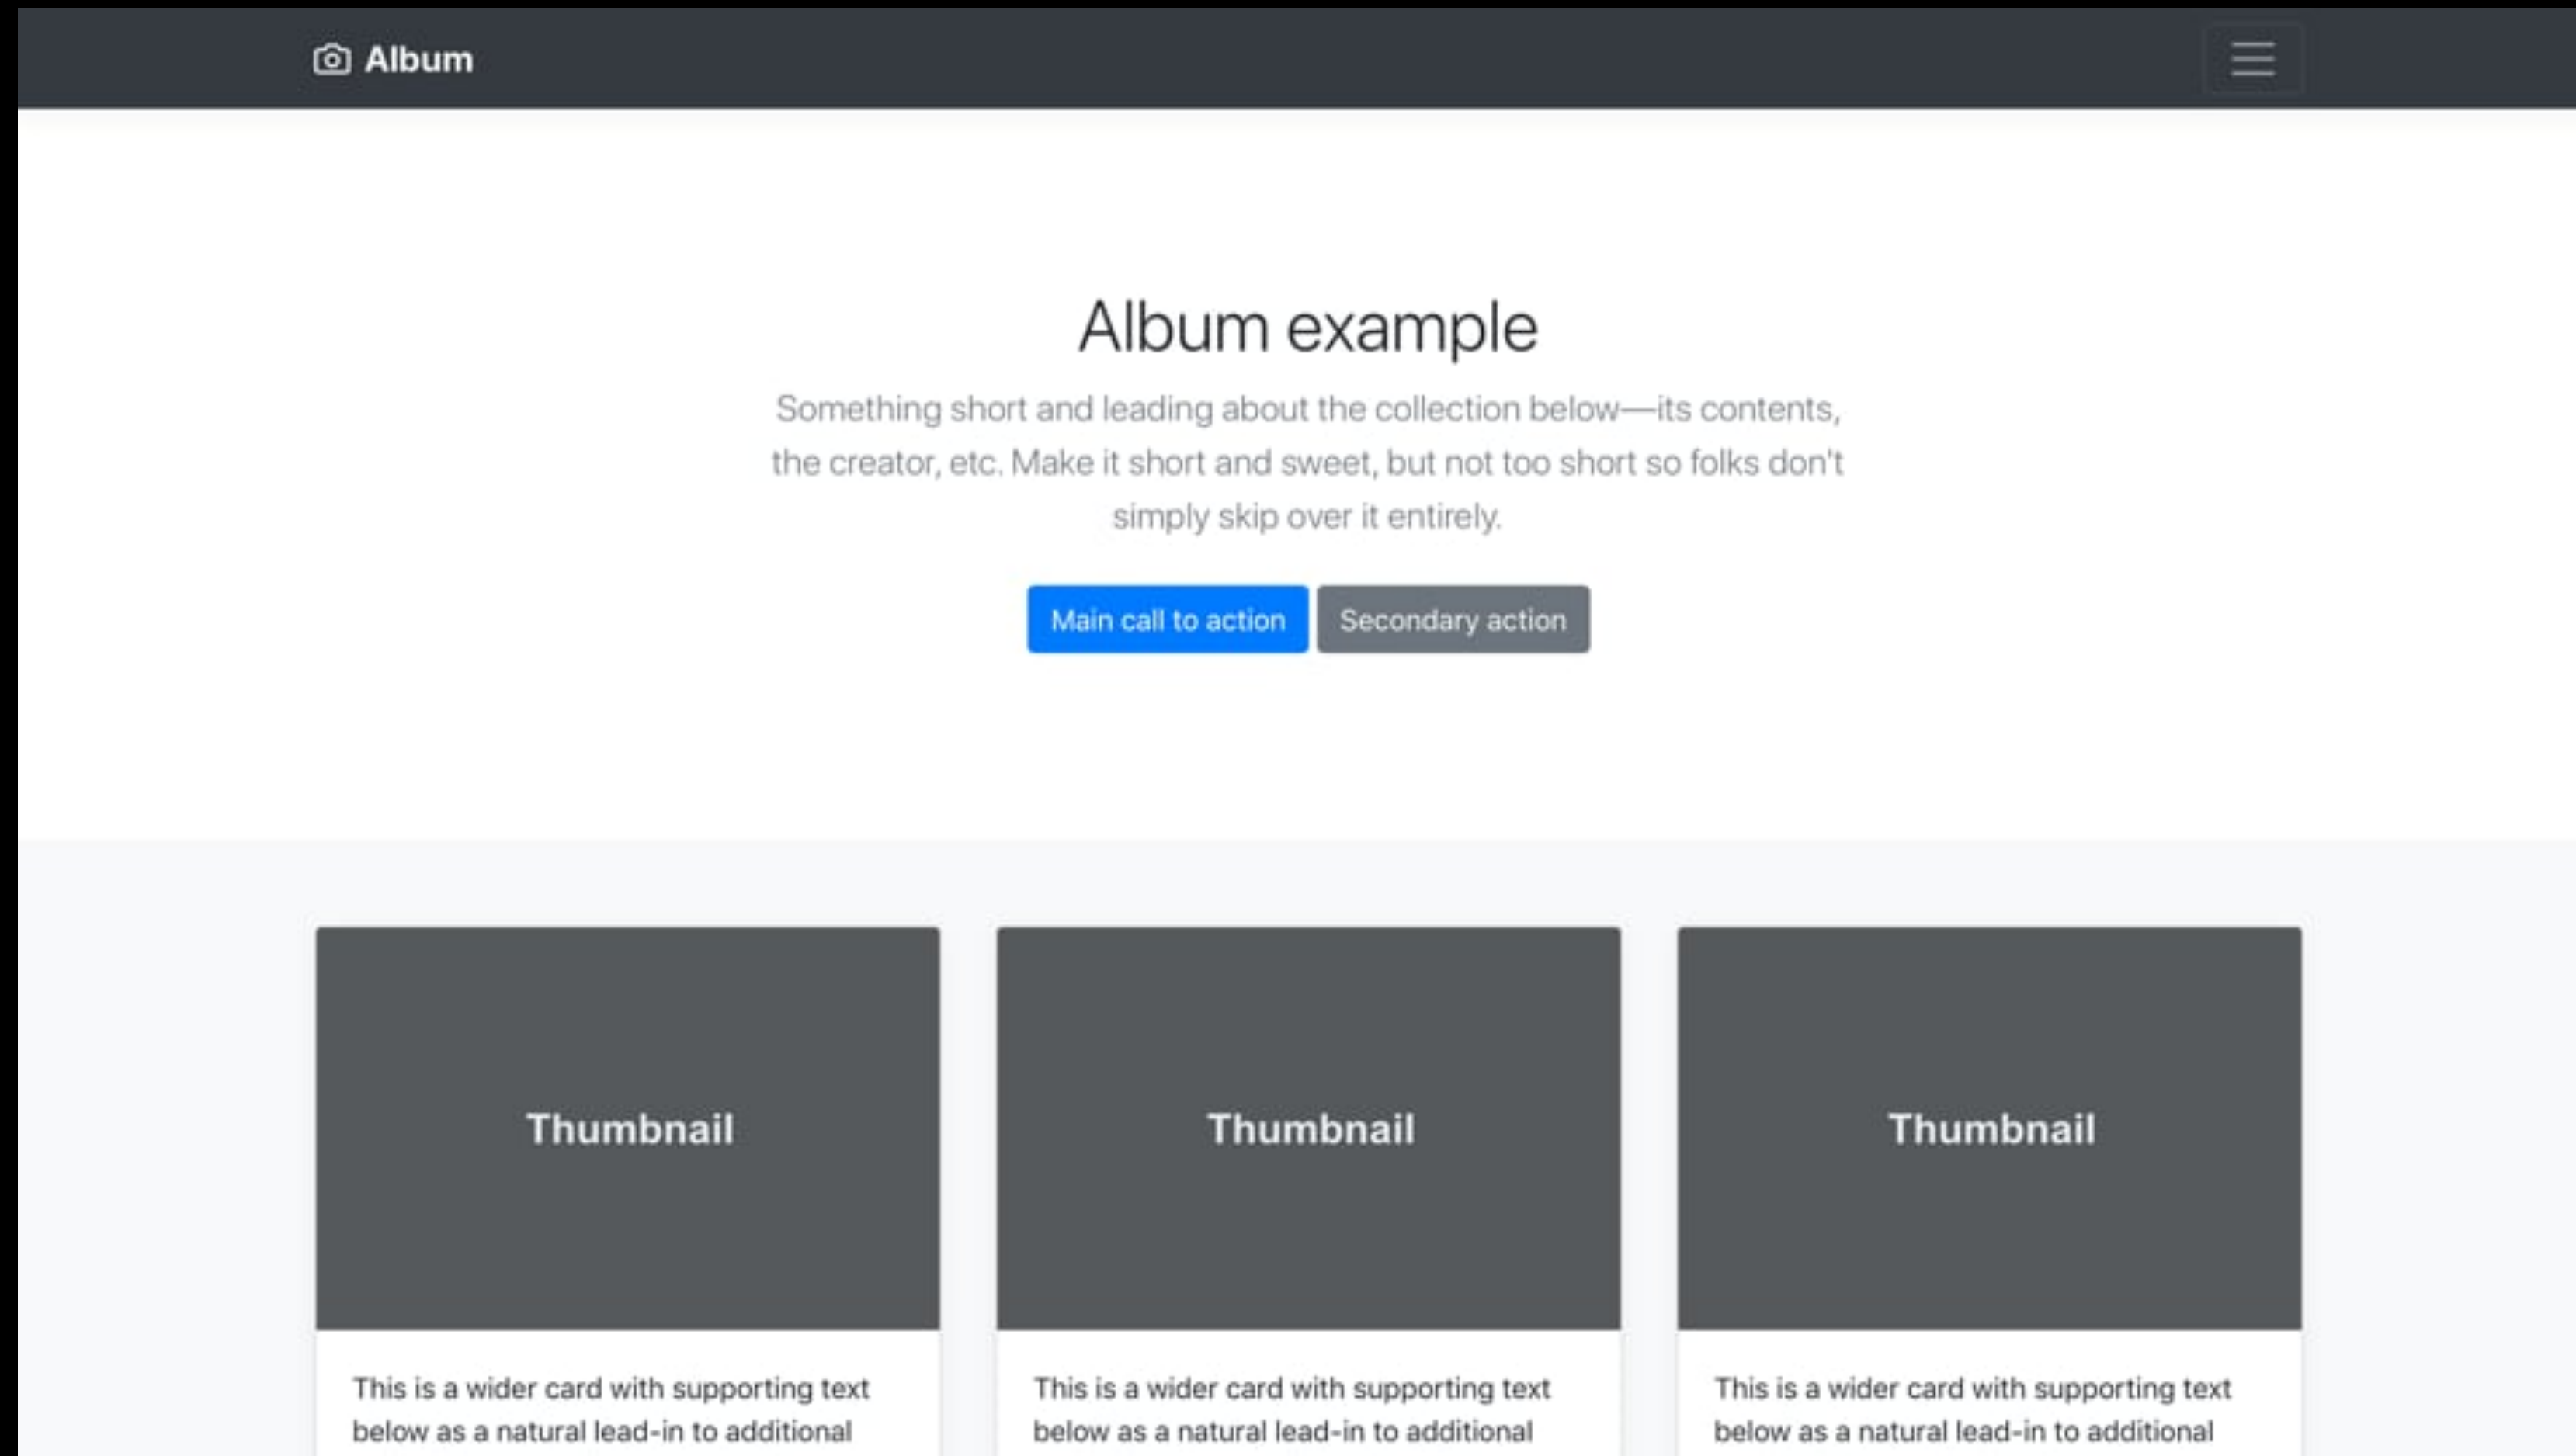 Album
Album example
Something short and leading about the collection below—its contents,
the creator, etc. Make it short and sweet, but not too short so folks don't
simply skip over it entirely.
Main call to action
Secondary action
Thumbnail
Thumbnail
Thumbnail
This is a wider card with supporting text
below as a natural lead-in to additional
This is a wider card with supporting text
below as a natural lead-in to additional
This is a wider card with supporting text
below as a natural lead-in to additional